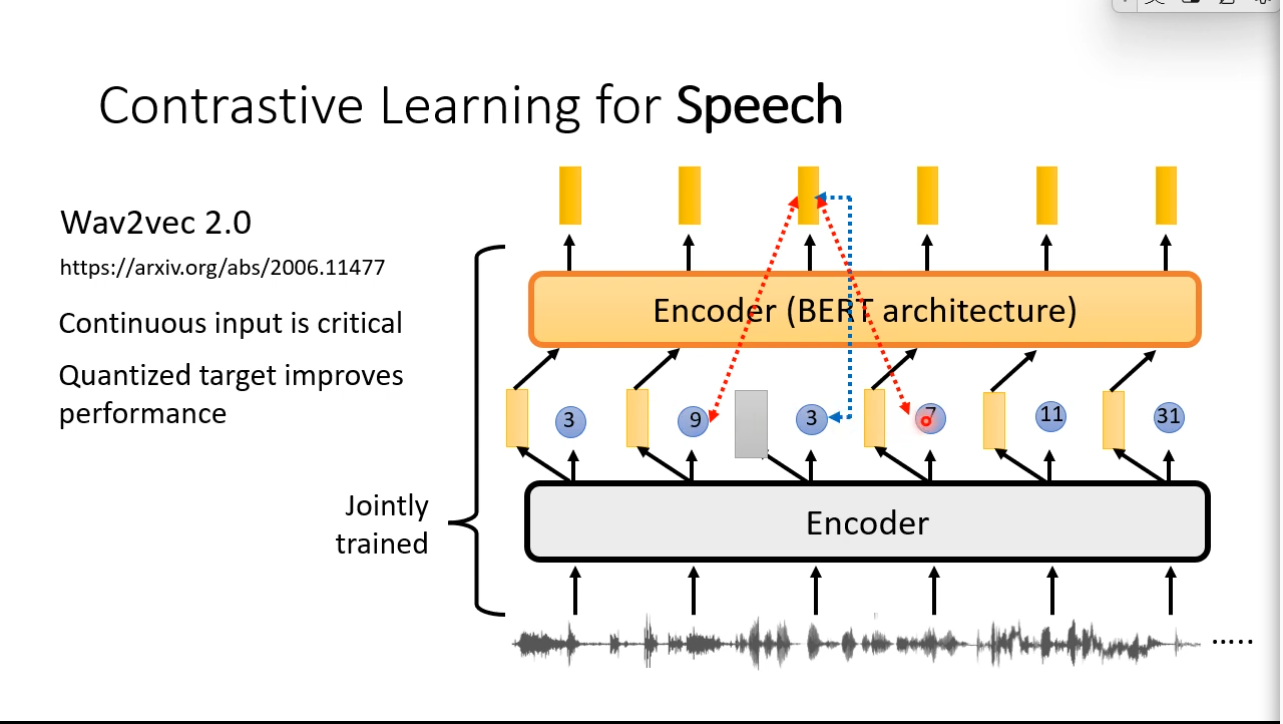 Contrastive Learning for Speech
Wav2vec 2.0
https://arxiv.org/abs/2006.11477
Continuous input is critical
Quantized target improves
performance
Encoder (BERT architecture)
3 9 3 7 11 31
Jointly
trained
Encoder
.....